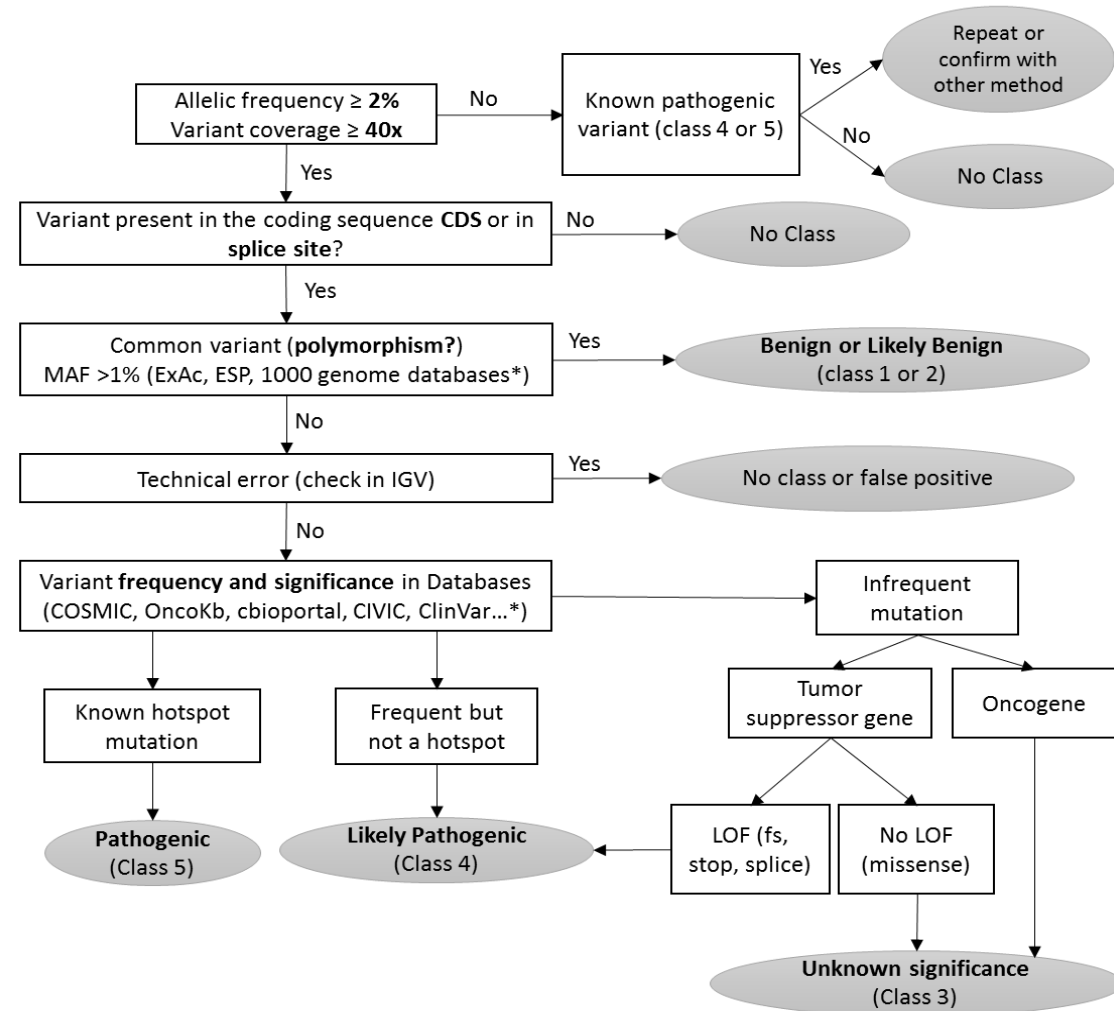 Allelic frequency ≥ 2%
Variant coverage ≥ 40x
No
Known pathogenic
variant (class 4 or 5)
Yes
Repeat or
confirm with
other method
No
No Class
Yes
Variant present in the coding sequence CDS or in
splice site?
No
No Class
Yes
Common variant (polymorphism?)
MAF >1% (ExAc, ESP, 1000 genome databases*)
Yes
Benign or Likely Benign
(class 1 or 2)
No
Technical error (check in IGV)
Yes
No class or false positive
No
Variant frequency and significance in Databases
(COSMIC, OncoKb, cbioportal, CIVIC, ClinVar...*)
Infrequent
mutation
Known hotspot
mutation
Frequent but
not a hotspot
Tumor
suppressor gene
Oncogene
Pathogenic
(Class 5)
Likely Pathogenic
(Class 4)
LOF (fs,
stop, splice)
No LOF
(missense)
Unknown significance
(Class 3)